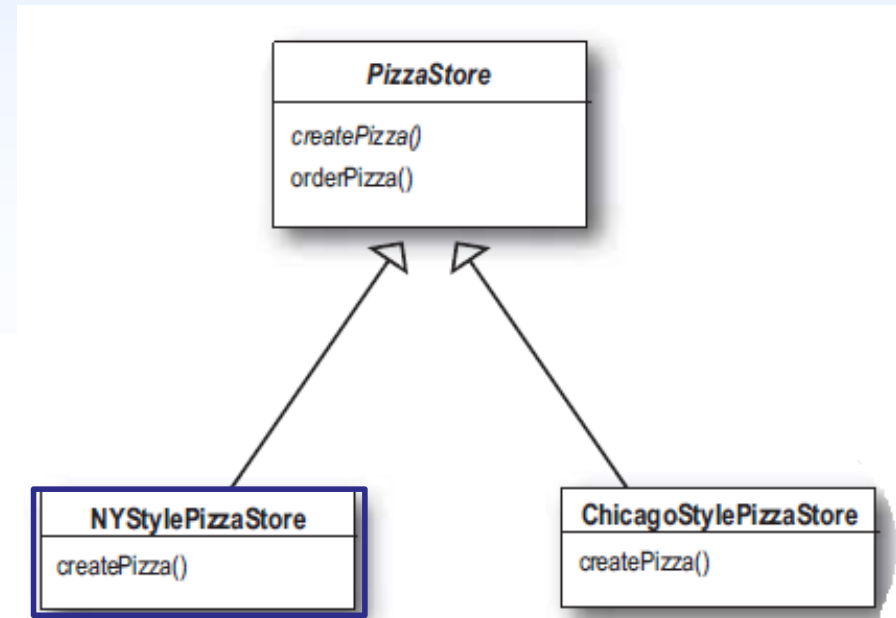 PizzaStore
createPizza()
orderPizza()
NYStylePizzaStore
createPizza()
ChicagoStylePizzaStore
createPizza()